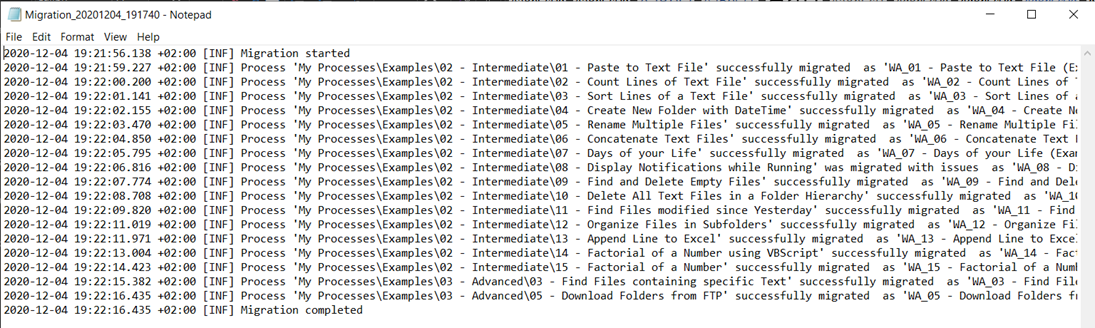 Migration_20201204_191740 - Notepad
File Edit Format View Help
2020-12-04 19:21:56.138 +02:00 [INF] Migration started
2020-12-04 19:21:59.227 +02:00 [INF] Process 'My Processes\Examples\02 - Intermediate\01 - Paste to Text File' successfully migrated  as 'WA_01 - Paste to Text File (E
2020-12-04 19:22:00.200 +02:00 [INF] Process 'My Processes\Examples\02 - Intermediate\02 - Count Lines of Text File' successfully migrated  as 'WA_02 - Count Lines of
2020-12-04 19:22:01.141 +02:00 [INF] Process 'My Processes\Examples\02 - Intermediate\03 - Sort Lines of a Text File' successfully migrated  as 'WA_03 - Sort Lines of
2020-12-04 19:22:02.155 +02:00 [INF] Process 'My Processes\Examples\02 - Intermediate\04 - Create New Folder with DateTime' successfully migrated  as 'WA_04 - Create
2020-12-04 19:22:03.470 +02:00 [INF] Process 'My Processes\Examples\02 - Intermediate\05 - Rename Multiple Files' successfully migrated  as 'WA_05 - Rename Multiple Fi
2020-12-04 19:22:04.850 +02:00 [INF] Process 'My Processes\Examples\02 - Intermediate\06 - Concatenate Text Files' successfully migrated  as 'WA_06 - Concatenate Text
2020-12-04 19:22:05.795 +02:00 [INF] Process 'My Processes\Examples\02 - Intermediate\07 - Days of your Life' successfully migrated  as 'WA_07 - Days of your Life (Exa
2020-12-04 19:22:06.816 +02:00 [INF] Process 'My Processes\Examples\02 - Intermediate\08 - Display Notifications while Running' was migrated with issues  as 'WA_08 - D
2020-12-04 19:22:07.774 +02:00 [INF] Process 'My Processes\Examples\02 - Intermediate\09 - Find and Delete Empty Files' successfully migrated  as 'WA_09 - Find and Del
2020-12-04 19:22:08.708 +02:00 [INF] Process 'My Processes\Examples\02 - Intermediate\10 - Delete All Text Files in a Folder Hierarchy' successfully migrated  as 'WA_1
2020-12-04 19:22:09.820 +02:00 [INF] Process 'My Processes\Examples\02 - Intermediate\11 - Find Files modified since Yesterday' successfully migrated  as 'WA_11 - Find
2020-12-04 19:22:11.019 +02:00 [INF] Process 'My Processes\Examples\02 - Intermediate\12 - Organize Files in Subfolders' successfully migrated  as 'WA_12 - Organize Fi
2020-12-04 19:22:11.971 +02:00 [INF] Process 'My Processes\Examples\02 - Intermediate\13 - Append Line to Excel' successfully migrated  as 'WA_13 - Append Line to Exce
2020-12-04 19:22:13.004 +02:00 [INF] Process 'My Processes\Examples\02 - Intermediate\14 - Factorial of a Number using VBScript' successfully migrated  as 'WA_14 - Fac
2020-12-04 19:22:14.423 +02:00 [INF] Process 'My Processes\Examples\02 - Intermediate\15 - Factorial of a Number' successfully migrated  as 'WA_15 - Factorial of a Num
2020-12-04 19:22:15.382 +02:00 [INF] Process 'My Processes\Examples\03 - Advanced\03 - Find Files containing specific Text' successfully migrated  as 'WA_03 - Find Fil
2020-12-04 19:22:16.435 +02:00 [INF] Process 'My Processes\Examples\03 - Advanced\05 - Download Folders from FTP' successfully migrated  as 'WA_05 - Download Folders f
2020-12-04 19:22:16.435 +02:00 [INF] Migration completed